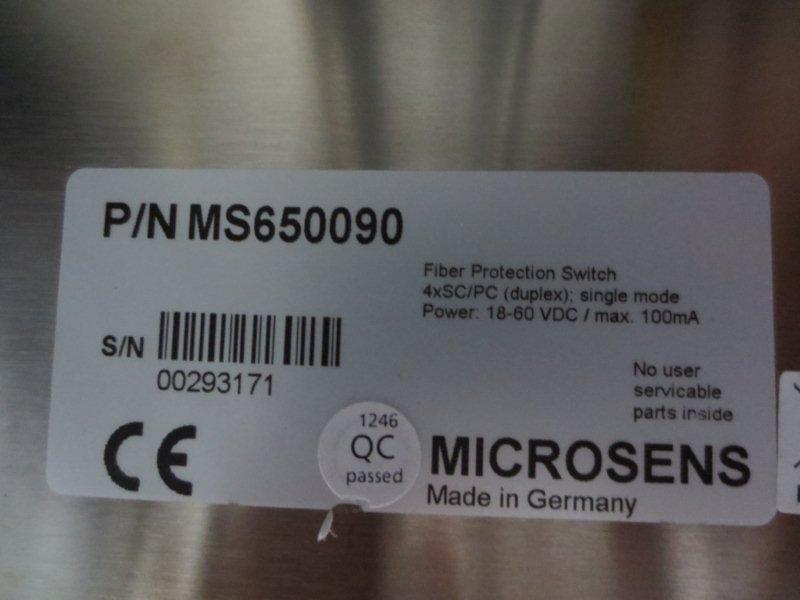 P/N MS650090
Fiber Protection Switch
4xSC/PC (duplex); single mode
Power: 18-60 VDC / max. 100mA
S/N
00293171
No user
servicable
parts inside
CE
1246
QC
passed
MICROSENS
Made in Germany